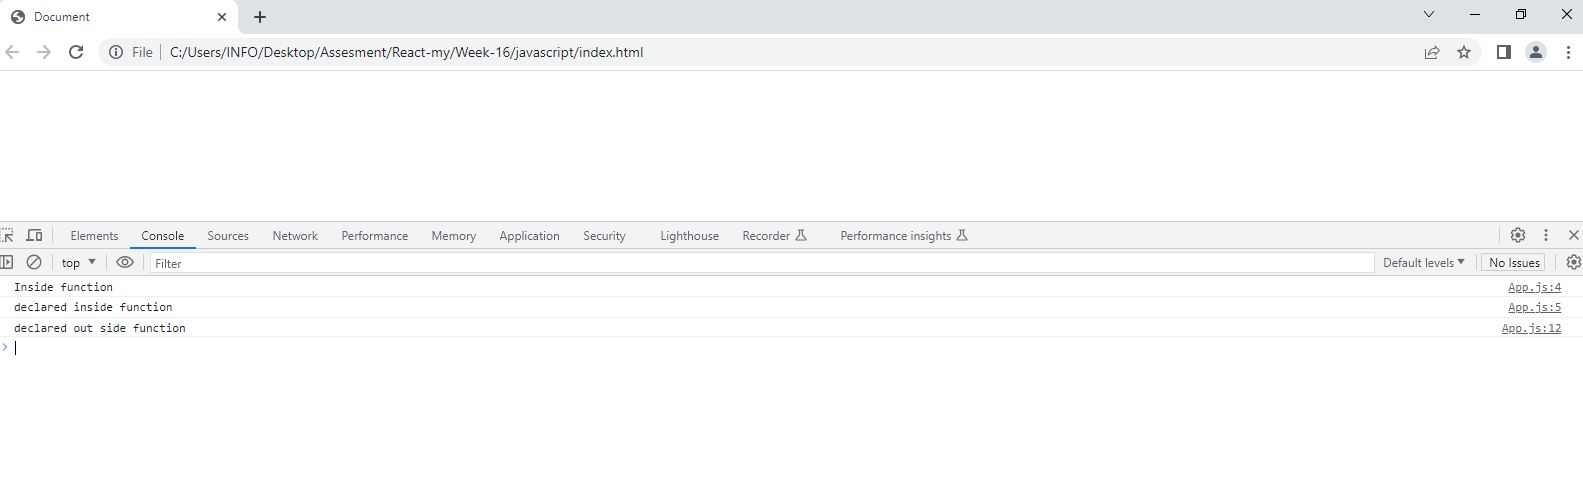 Document
File C:/Users/INFO/Desktop/Assesment/React-my/Week-16/javascript/index.html
Elements Console Sources Network Performance Memory Application Security Lighthouse Recorder Performance insights
top Filter Default levels No Issues
Inside function App.js:4
declared inside function App.js:5
declared out side function App.js:12